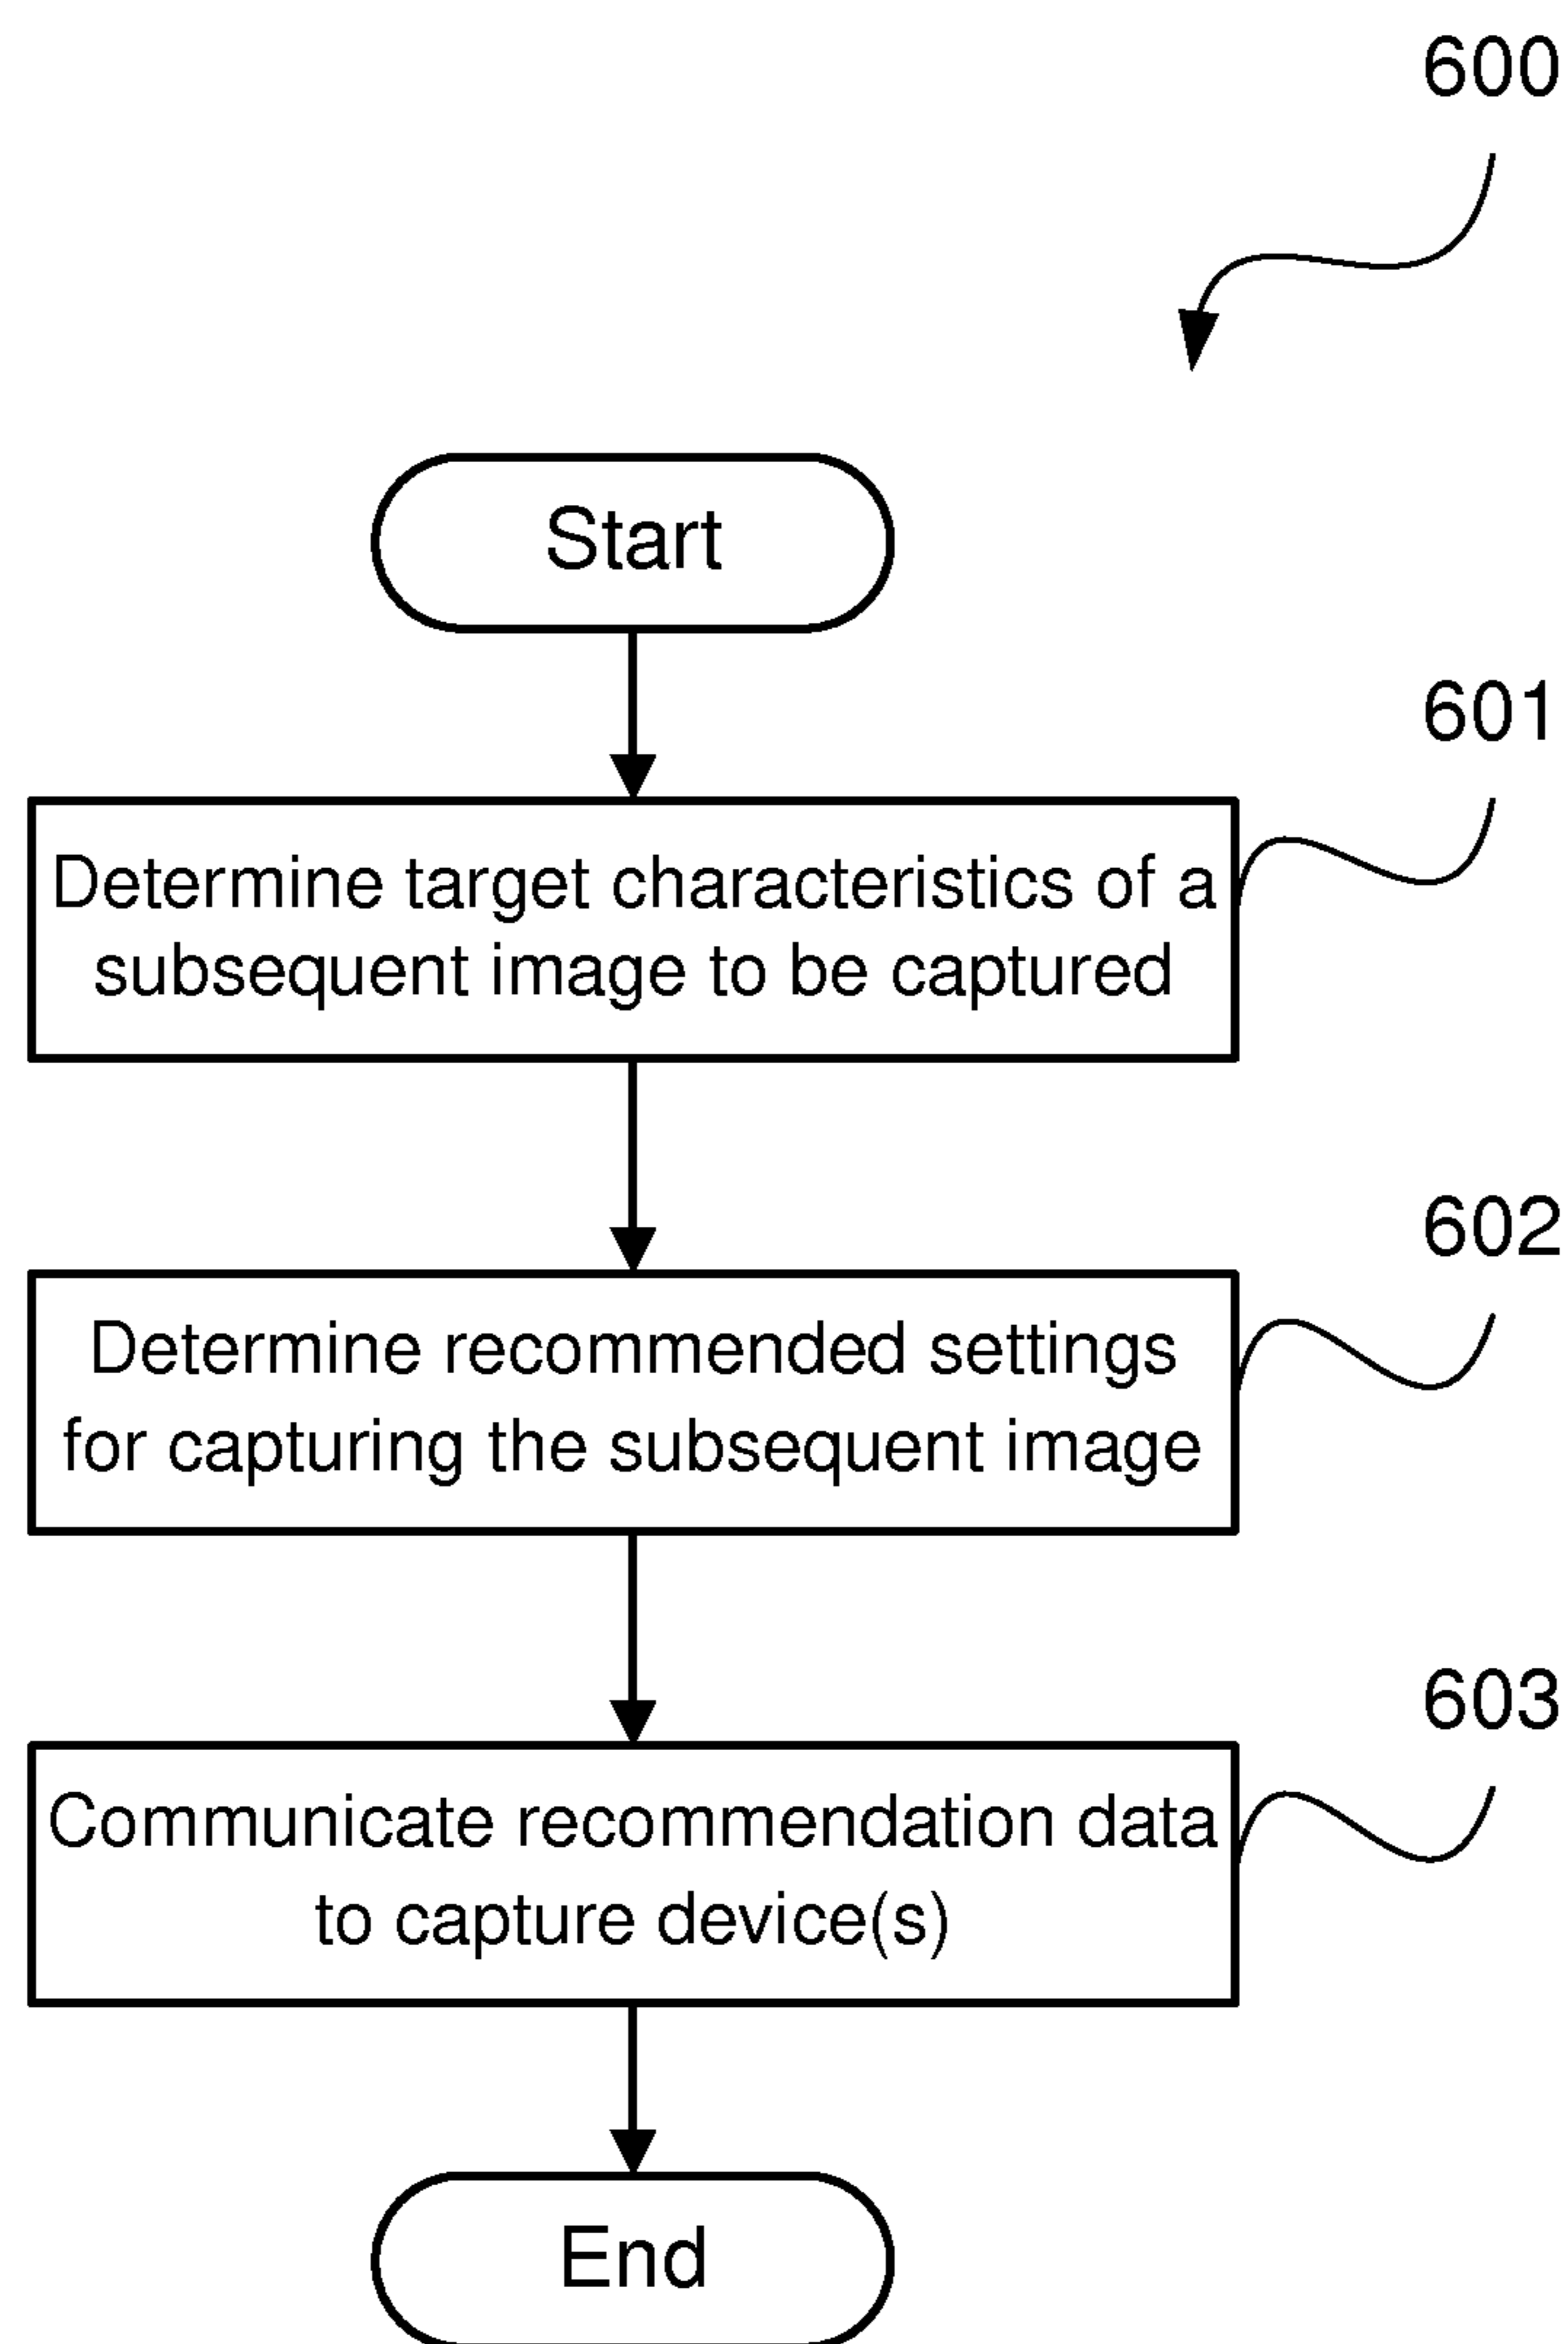 600
Start
601
Determine target characteristics of a
subsequent image to be captured
602
Determine recommended settings
for capturing the subsequent image
603
Communicate recommendation data
to capture device(s)
End